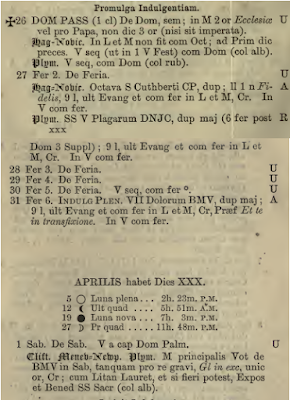 Promulga Indulgentiam.
✠26 DOM PASS (1 cl) De Dom, sem; in M 2 or Ecclesiæ U
vel pro Papa, non dic 3 or (nisi sit imperata).
Hag-Nobic. In L et M non fit com Oct; ad Prim dic
preces. V seq (ut in 1 V Fest) com Dom (col alb).
Plym. V seq, com Dom (col rub).
27 Fer 2. De Feria. U
Hag-Nobic. Octava S Cuthberti CP, dup; ll 1 n Fi- A
delis, 9 l, ult Evang et com fer in L et M, Cr. In
V com fer.
Plym. SS V Plagarum DNJC, dup maj (6 fer post R
xxx
Dom 3 Suppl); 9 l, ult Evang et com fer in L et
M, Cr. In V com fer.
28 Fer 3. De Feria. U
29 Fer 4. De Feria. U
30 Fer 5. De Feria. V seq, com fer º. U
31 Fer 6. INDULG PLEN. VII Dolorum BMV, dup maj; A
9 l, ult Evang et com fer in L et M, Cr, Præf Et te
in transfixione. In V com fer.
APRILIS habet Dies XXX.
5 ○ Luna plena ... 2h. 23m. P.M.
12 ☾ Ult quad .... 5h. 51m. A.M.
19 ● Luna nova .... 7h. 3m. P.M.
27 ☽ Pr quad ..... 11h. 48m. P.M.
1 Sab. De Sab. V a cap Dom Palm. U
Clift. Menev-Newp. Plym. M principalis Vot de
BMV in Sab, tanquam pro re gravi, Gl in exc, unic
or, Cr; cum Litan Lauret, et si fieri potest, Expos
et Bened SS Sacr (col alb).